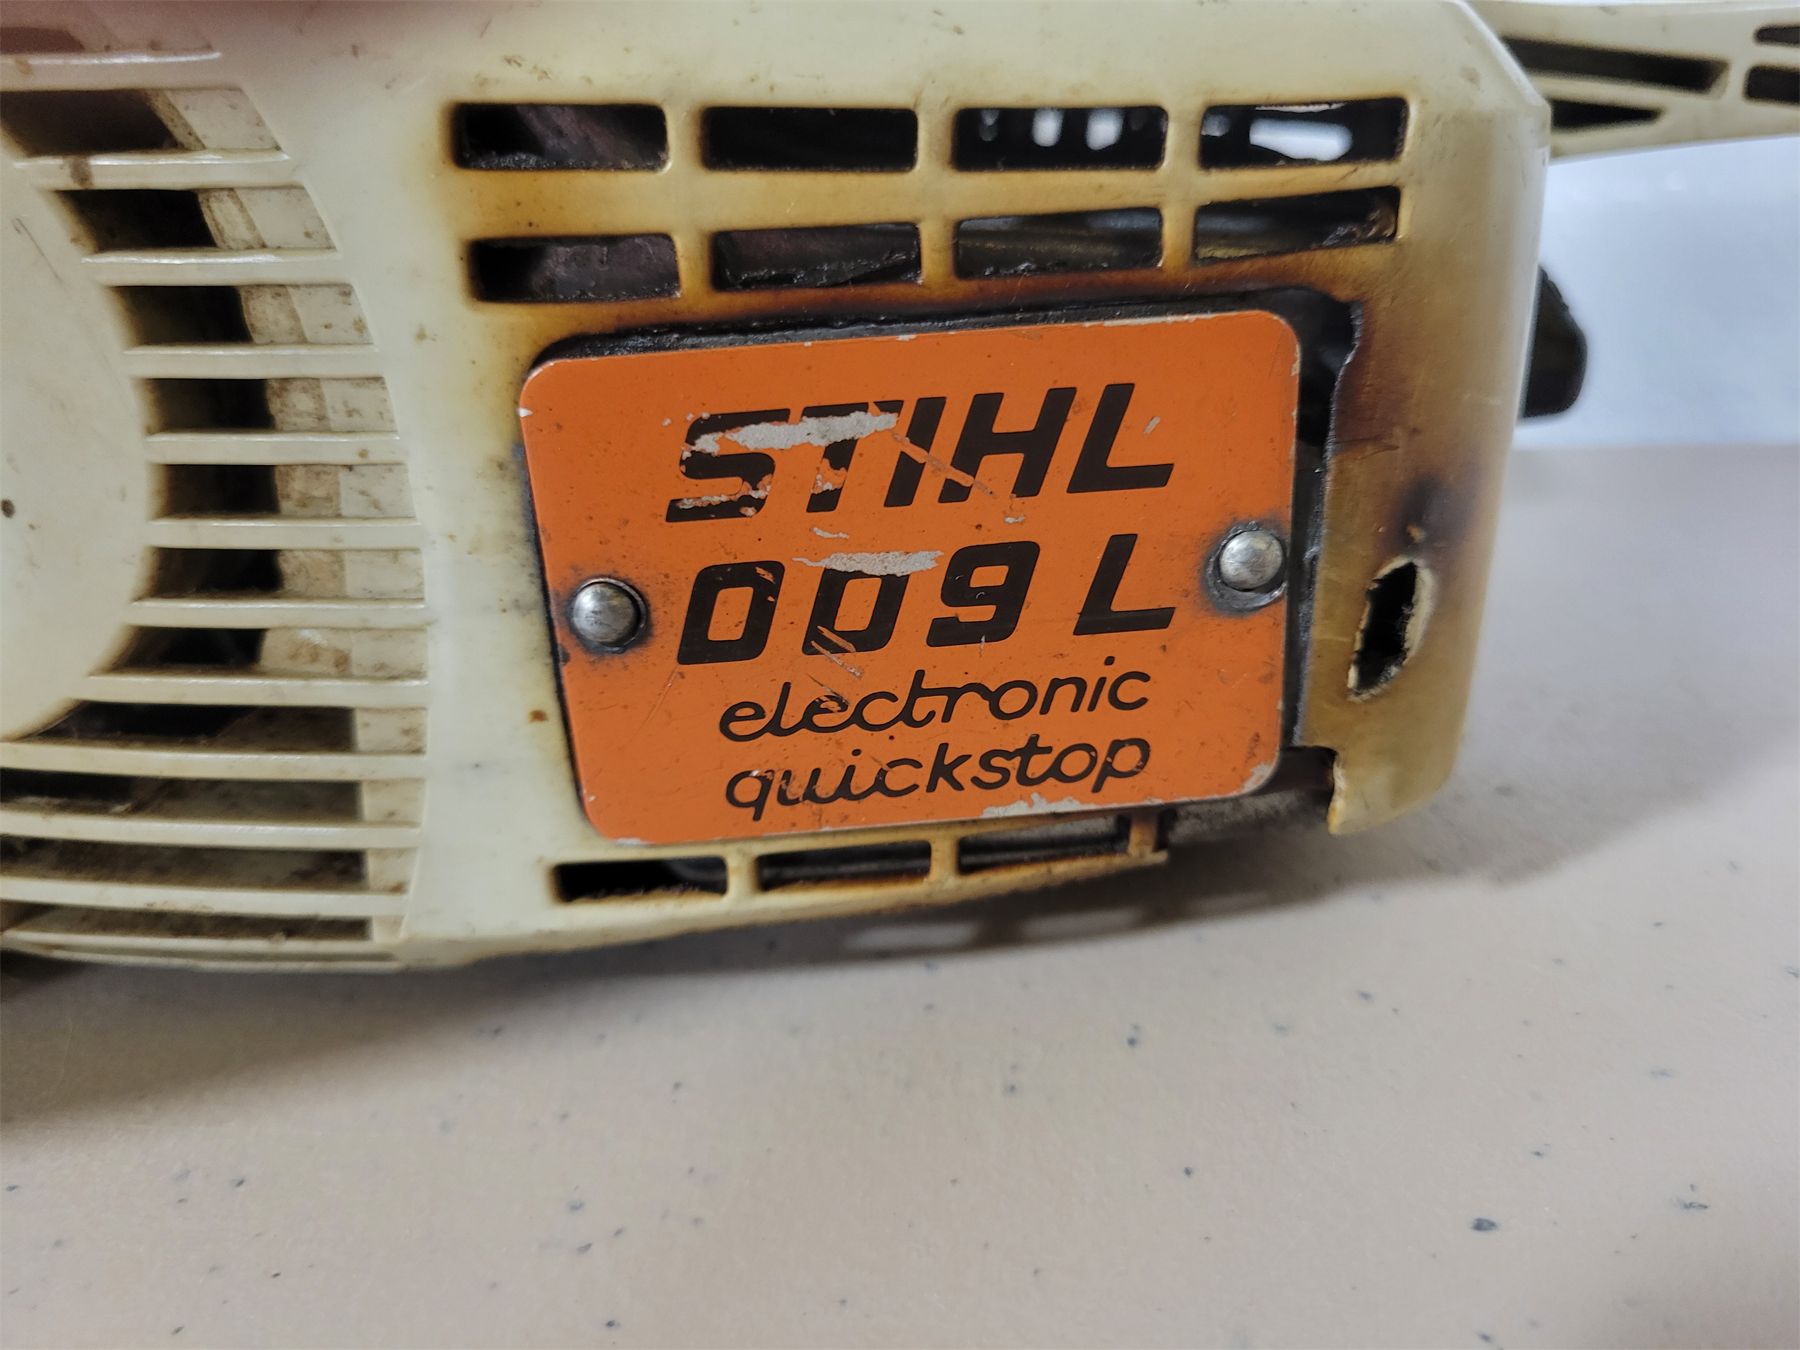 STIHL
009 L
electronic
quickstop